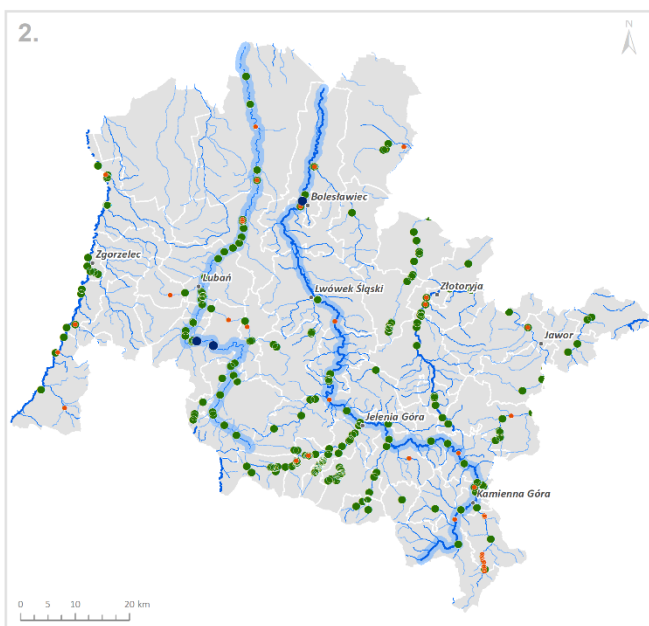 2.
N
Bolesławiec
Zgorzelec
Lubań
Lwówek Śląski
Złotoryja
Jawor
Jelenia Góra
Kamienna Góra
0 5 10 20 km